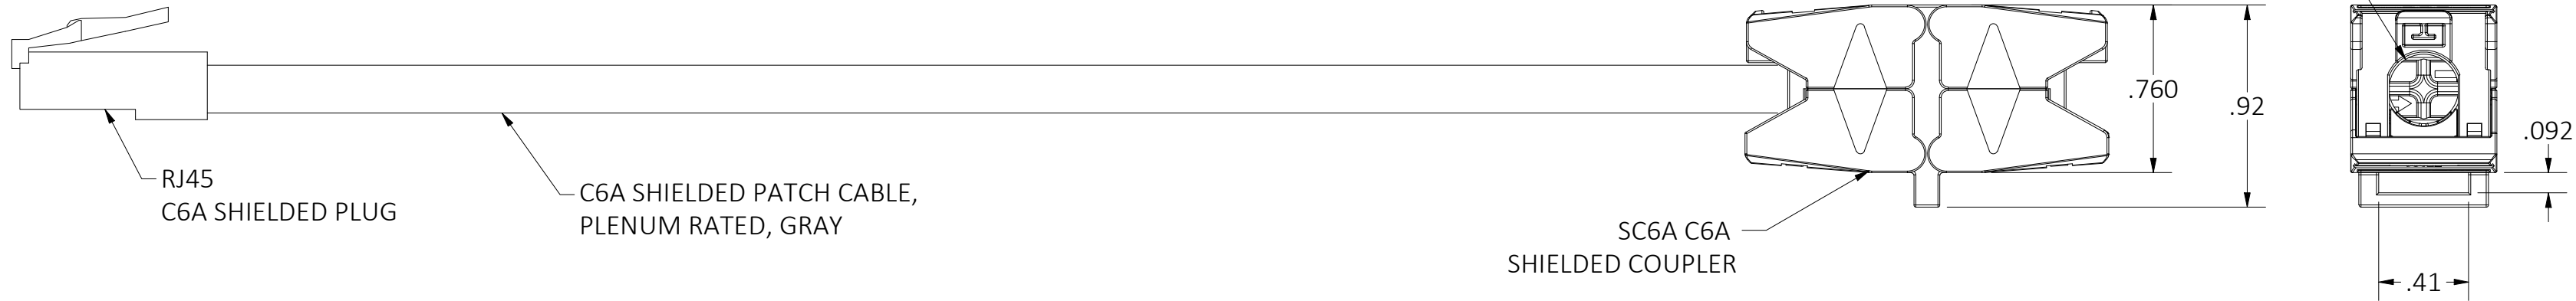 RJ45
C6A SHIELDED PLUG
C6A SHIELDED PATCH CABLE,
PLENUM RATED, GRAY
SC6A C6A
SHIELDED COUPLER
.760
.92
.092
.41